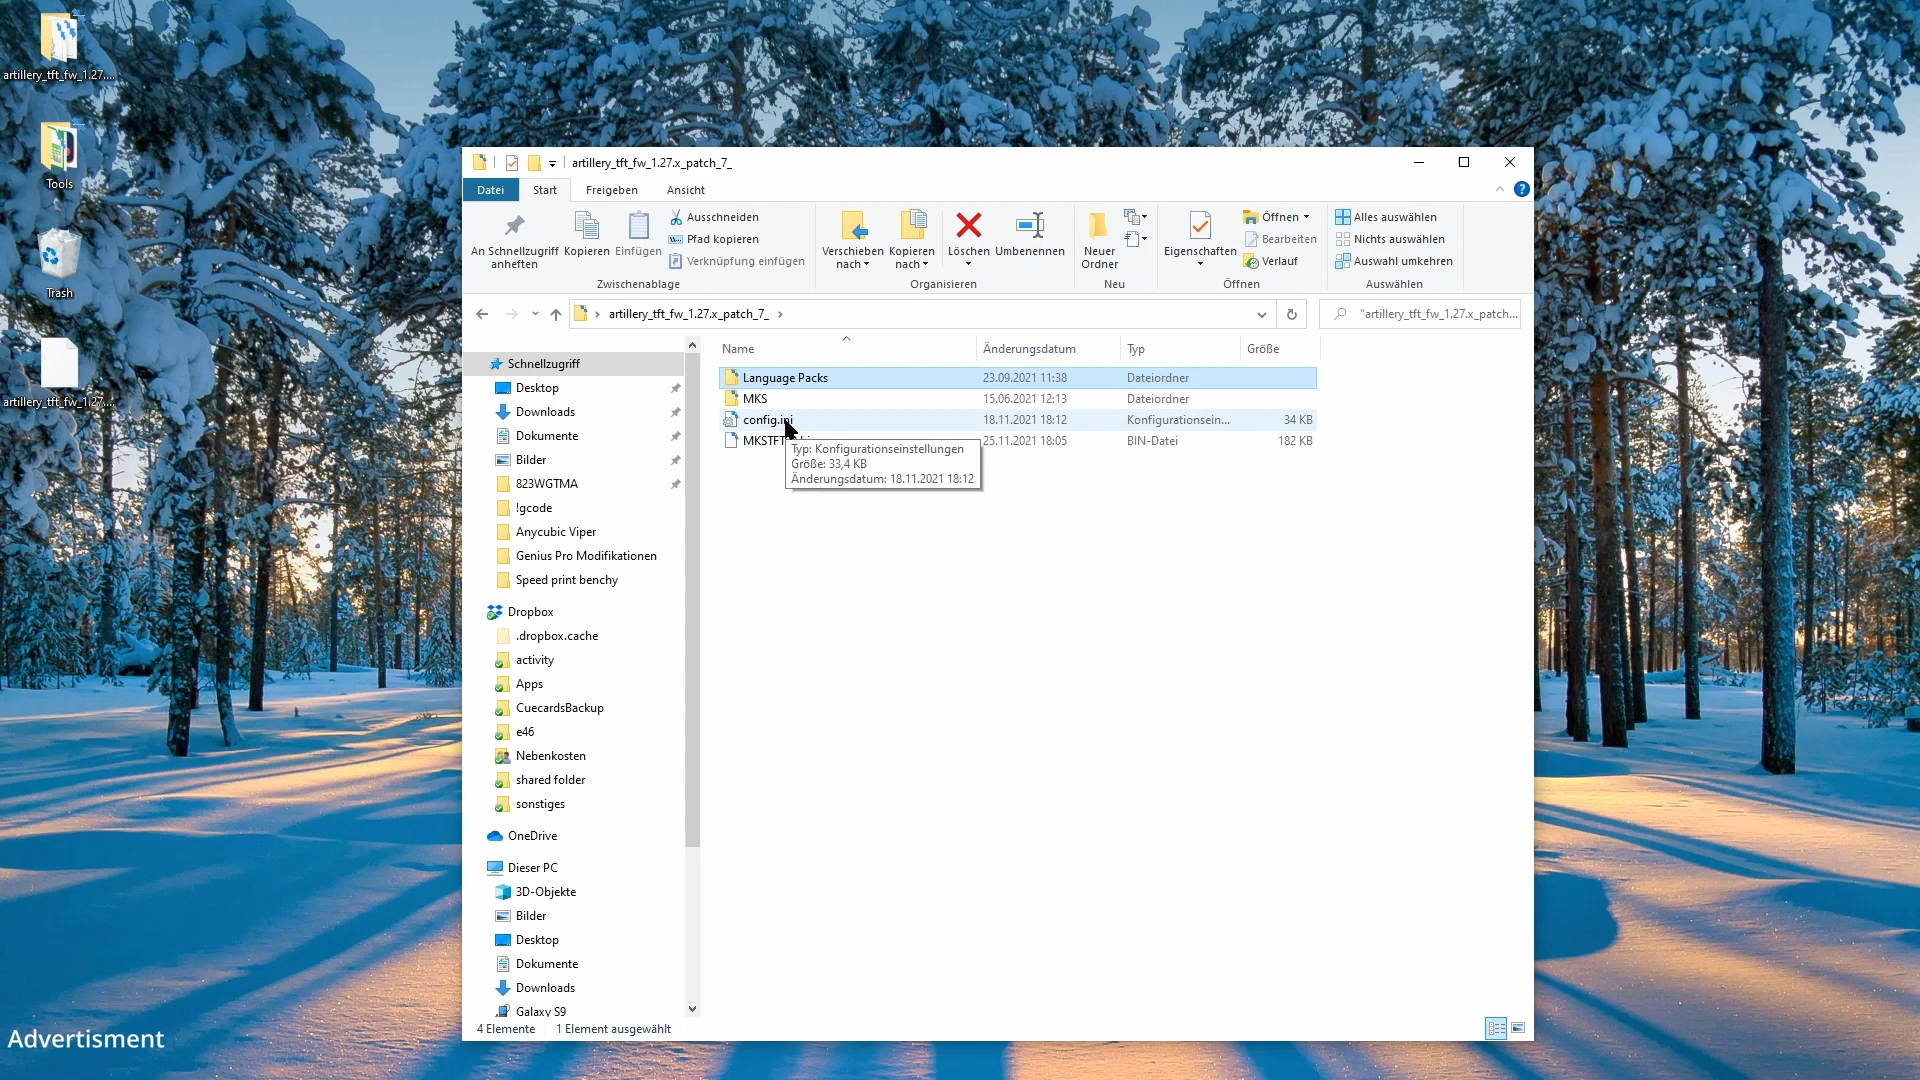 artillery_tft_fw_1.27....
Tools
Trash
artillery_tft_fw_1.27....
artillery_tft_fw_1.27.x_patch_7_
Datei
Start
Freigeben
Ansicht
An Schnellzugriff anheften
Kopieren
Einfügen
Ausschneiden
Pfad kopieren
Verknüpfung einfügen
Zwischenablage
Verschieben nach
Kopieren nach
Löschen
Umbenennen
Organisieren
Neuer Ordner
Neu
Eigenschaften
Öffnen
Bearbeiten
Verlauf
Öffnen
Alles auswählen
Nichts auswählen
Auswahl umkehren
Auswählen
artillery_tft_fw_1.27.x_patch_7_
"artillery_tft_fw_1.27.x_patch...
Schnellzugriff
Desktop
Downloads
Dokumente
Bilder
823WGTMA
!gcode
Anycubic Viper
Genius Pro Modifikationen
Speed print benchy
Dropbox
.dropbox.cache
activity
Apps
CuecardsBackup
e46
Nebenkosten
shared folder
sonstiges
OneDrive
Dieser PC
3D-Objekte
Bilder
Desktop
Dokumente
Downloads
Galaxy S9
Name Änderungsdatum Typ Größe
Language Packs 23.09.2021 11:38 Dateiordner
MKS 15.06.2021 12:13 Dateiordner
config.ini 18.11.2021 18:12 Konfigurationsein... 34 KB
25.11.2021 18:05 BIN-Datei 182 KB
Typ: Konfigurationseinstellungen
Größe: 33,4 KB
Änderungsdatum: 18.11.2021 18:12
4 Elemente 1 Element ausgewählt
Advertisment